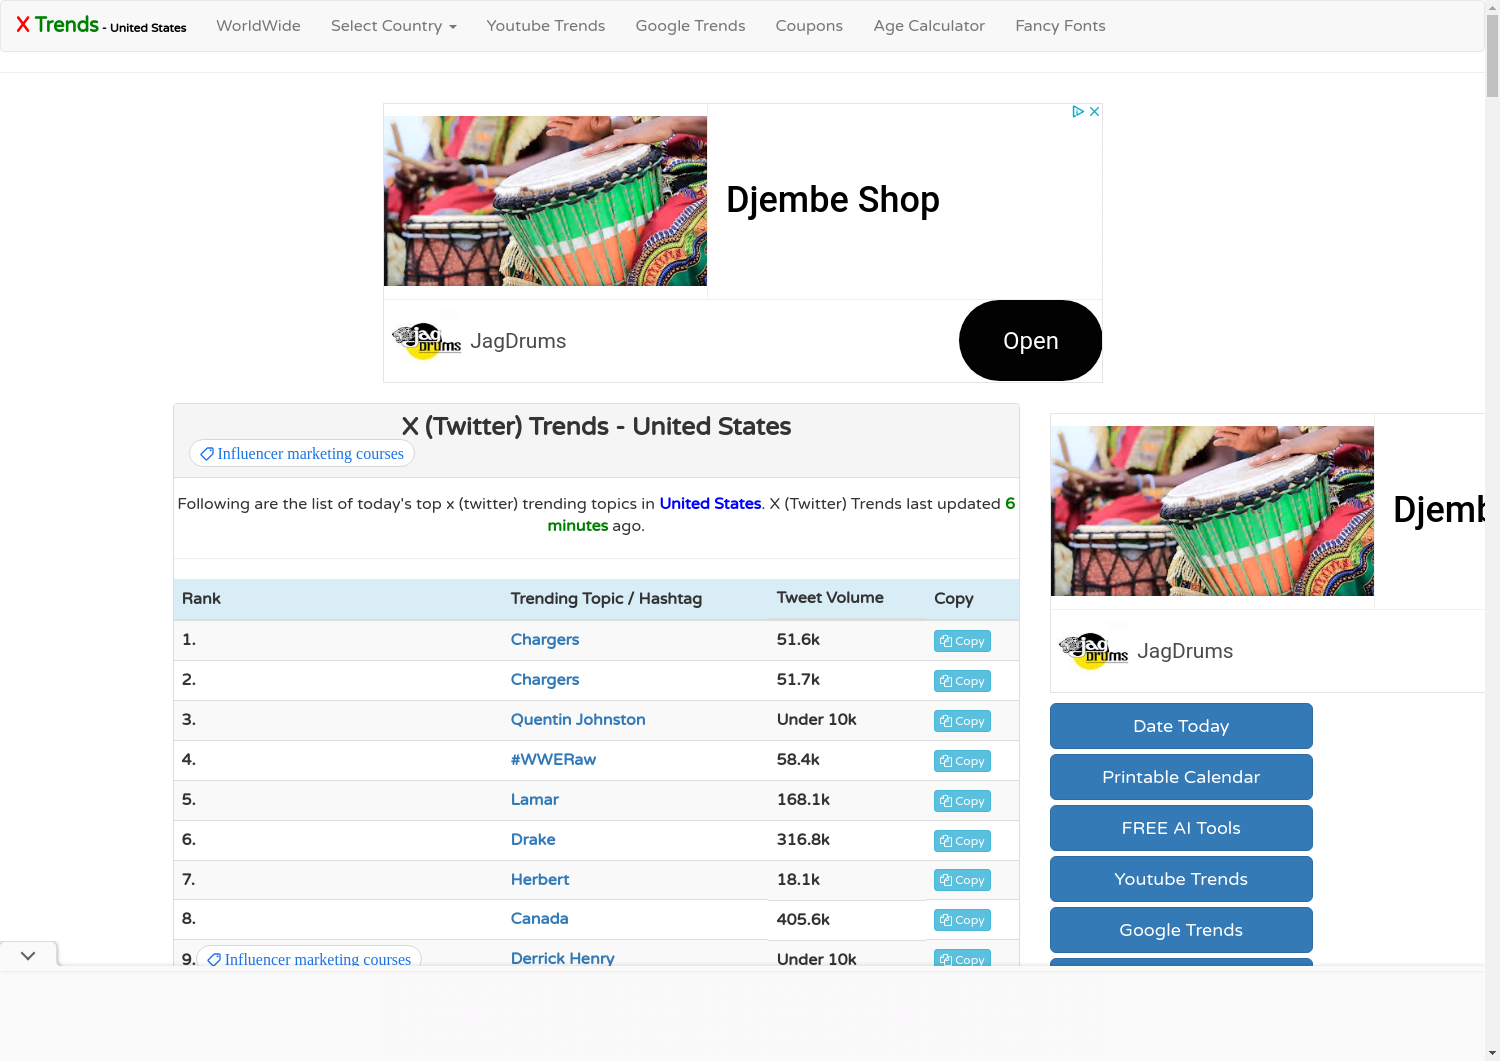 X Trends - United States
WorldWide
Select Country
Youtube Trends
Google Trends
Coupons
Age Calculator
Fancy Fonts
Djembe Shop
jag
DRUMS
JagDrums
Open
X (Twitter) Trends - United States
Influencer marketing courses
Following are the list of today's top x (twitter) trending topics in United States. X (Twitter) Trends last updated 6
minutes ago.
Rank Trending Topic / Hashtag Tweet Volume Copy
1. Chargers 51.6k Copy
2. Chargers 51.7k Copy
3. Quentin Johnston Under 10k Copy
4. #WWERaw 58.4k Copy
5. Lamar 168.1k Copy
6. Drake 316.8k Copy
7. Herbert 18.1k Copy
8. Canada 405.6k Copy
9. Influencer marketing courses Derrick Henry Under 10k Copy
Djemb
jag
DRUMS
JagDrums
Date Today
Printable Calendar
FREE AI Tools
Youtube Trends
Google Trends